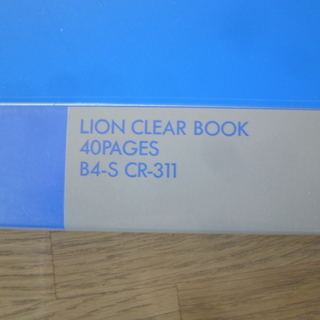 LION CLEAR BOOK
40PAGES
B4-S CR-311